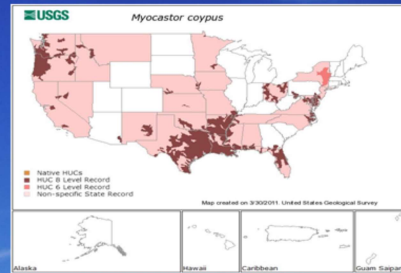 USGS
Myocastor coypus
Native HUCs
HUC 8 Level Record
HUC 6 Level Record
Non-specific State Record
Map created on 3/30/2011. United States Geological Survey
Alaska
Hawaii
Caribbean
Guam Saipan